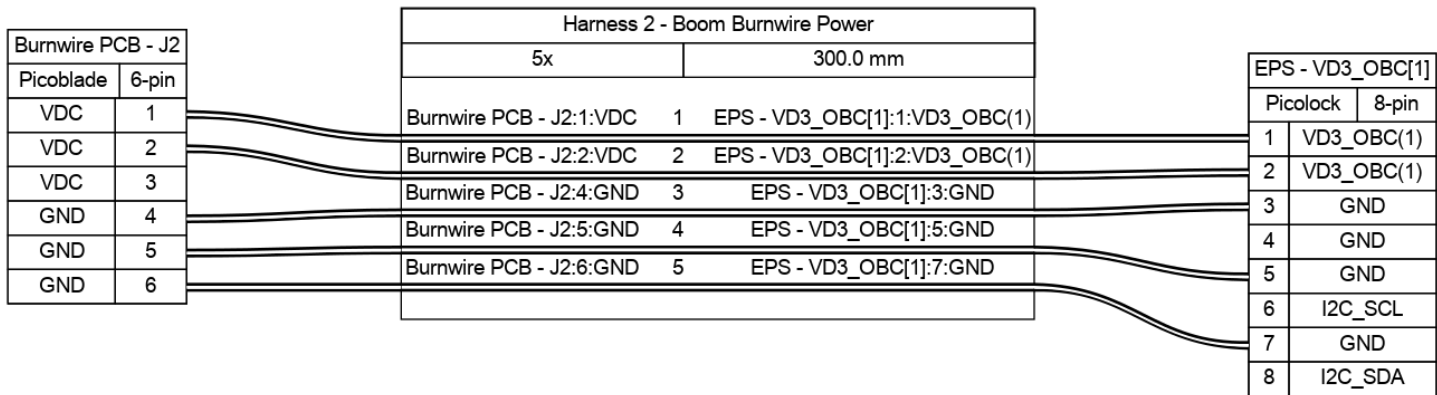 Burnwire PCB - J2
Picoblade 6-pin
VDC 1
VDC 2
VDC 3
GND 4
GND 5
GND 6
Harness 2 - Boom Burnwire Power
5x 300.0 mm
Burnwire PCB - J2:1:VDC 1 EPS - VD3_OBC[1]:1:VD3_OBC(1)
Burnwire PCB - J2:2:VDC 2 EPS - VD3_OBC[1]:2:VD3_OBC(1)
Burnwire PCB - J2:4:GND 3 EPS - VD3_OBC[1]:3:GND
Burnwire PCB - J2:5:GND 4 EPS - VD3_OBC[1]:5:GND
Burnwire PCB - J2:6:GND 5 EPS - VD3_OBC[1]:7:GND
EPS - VD3_OBC[1]
Picolock 8-pin
1 VD3_OBC(1)
2 VD3_OBC(1)
3 GND
4 GND
5 GND
6 I2C_SCL
7 GND
8 I2C_SDA